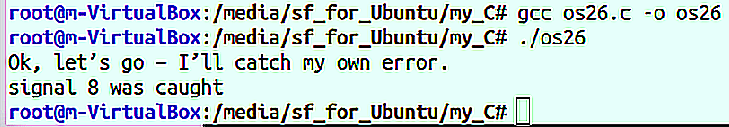 root@m-VirtualBox:/media/sf_for_Ubuntu/my_C# gcc os26.c -o os26
root@m-VirtualBox:/media/sf_for_Ubuntu/my_C# ./os26
Ok, let’s go – I’ll catch my own error.
signal 8 was caught
root@m-VirtualBox:/media/sf_for_Ubuntu/my_C#